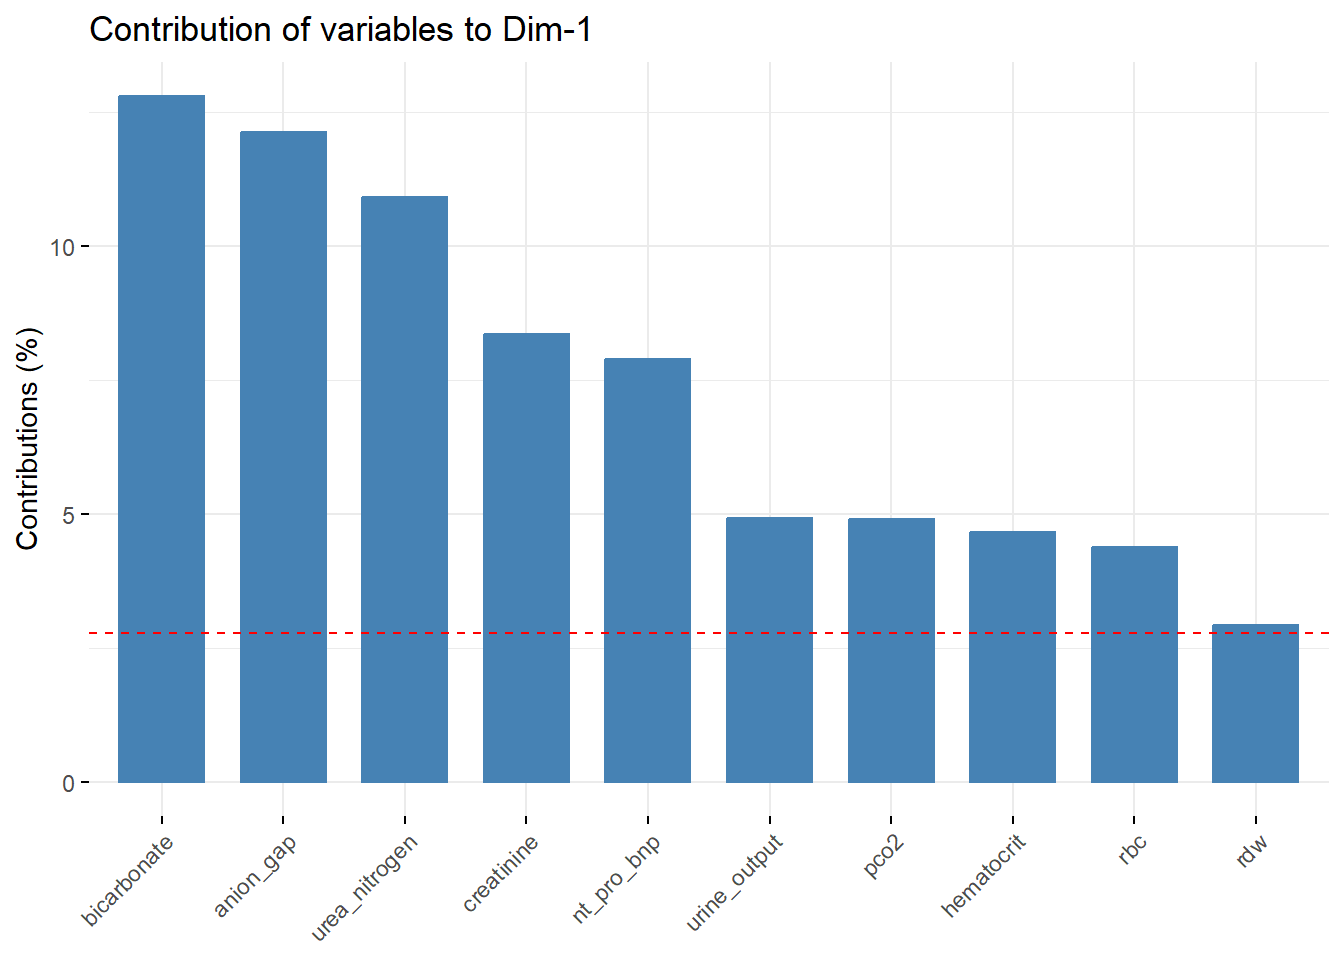 Contribution of variables to Dim-1
Contributions (%)
10
5
0
bicarbonate
anion_gap
urea_nitrogen
creatinine
nt_pro_bnp
urine_output
pco2
hematocrit
rbc
rdw